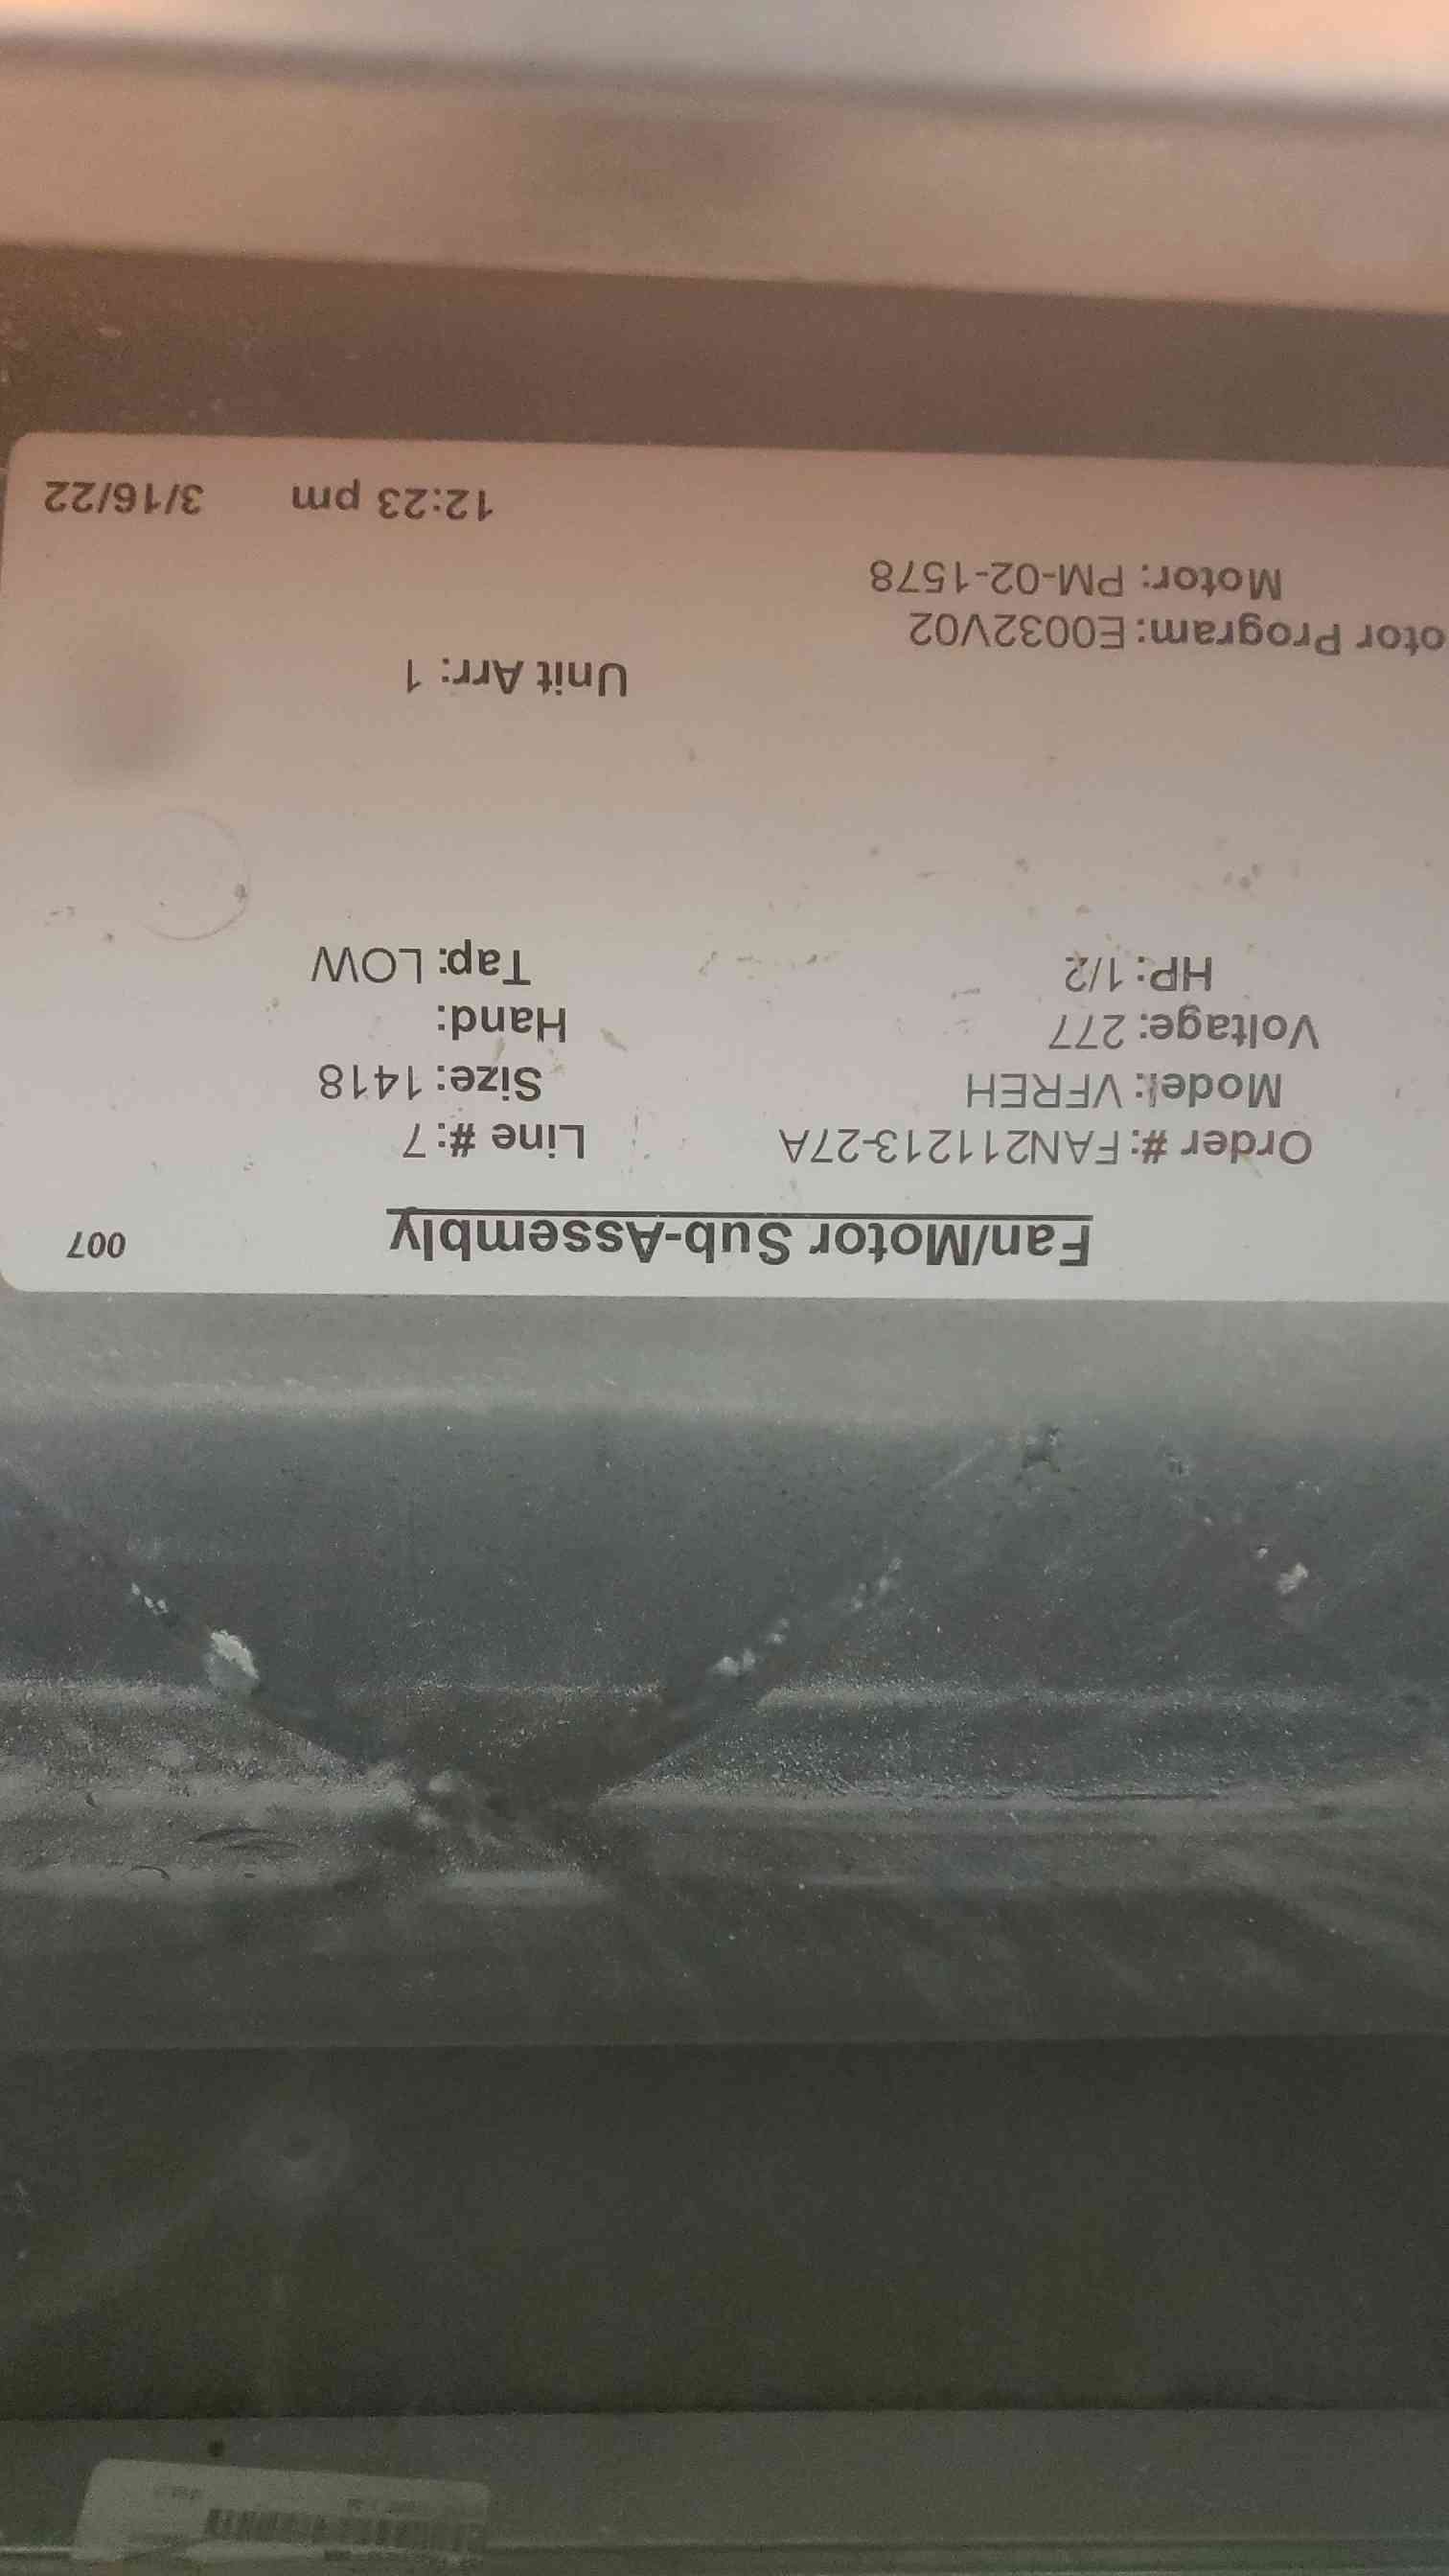 Fan/Motor Sub-Assembly 007
Order #: FAN211213-27A Line #: 7
Model: VFREH Size: 1418
Voltage: 277 Hand:
HP: 1/2 Tap: LOW
Unit Arr: 1
otor Program: E0032V02
Motor: PM-02-1578
12:23 pm 3/16/22